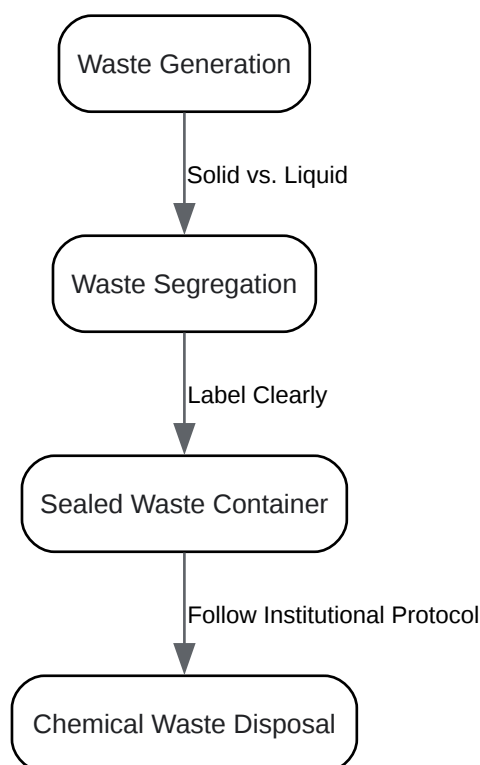 Waste Generation
Solid vs. Liquid
Waste Segregation
Label Clearly
Sealed Waste Container
Follow Institutional Protocol
Chemical Waste Disposal